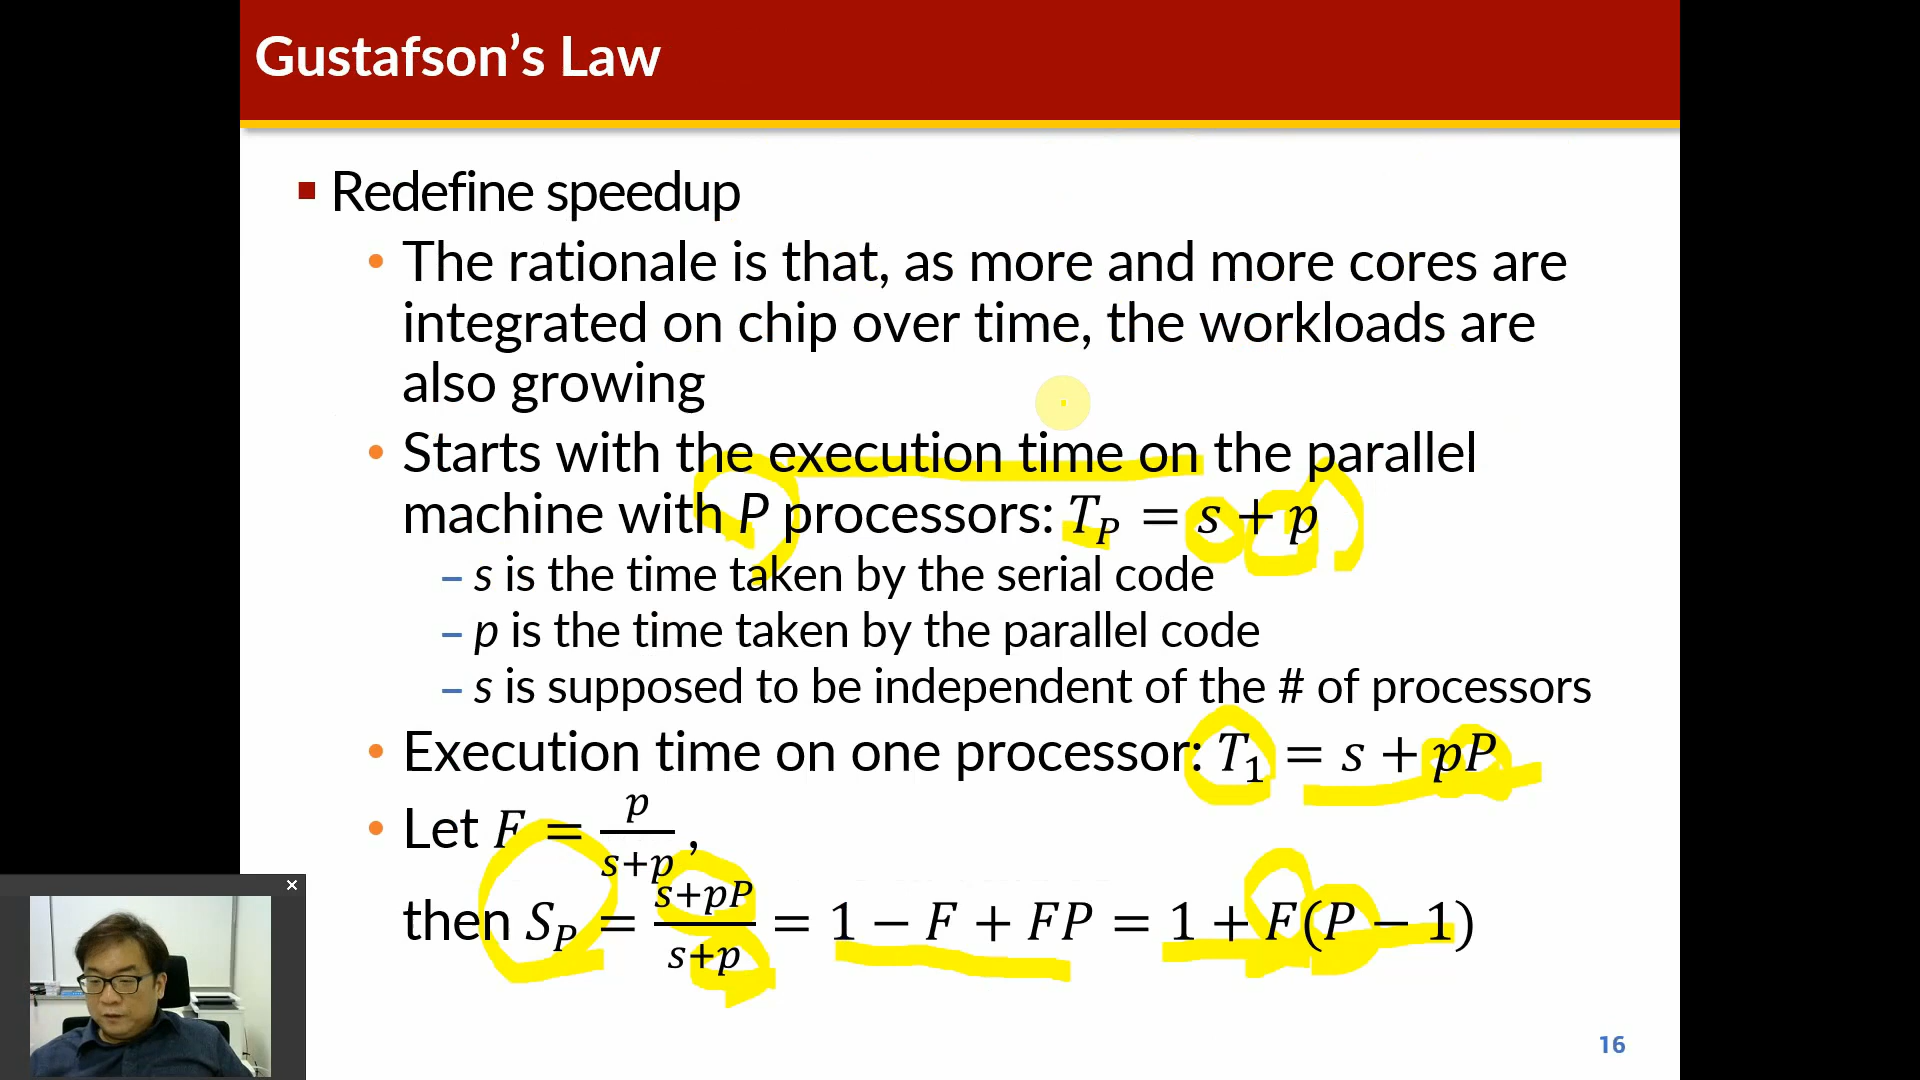 Gustafson's Law
▪ Redefine speedup
• The rationale is that, as more and more cores are
integrated on chip over time, the workloads are
also growing
• Starts with the execution time on the parallel
machine with P processors: T_P = s + p
– s is the time taken by the serial code
– p is the time taken by the parallel code
– s is supposed to be independent of the # of processors
• Execution time on one processor: T_1 = s + pP
• Let F = p/(s+p),
then S_P = (s+pP)/(s+p) = 1 − F + FP = 1 + F(P − 1)
16